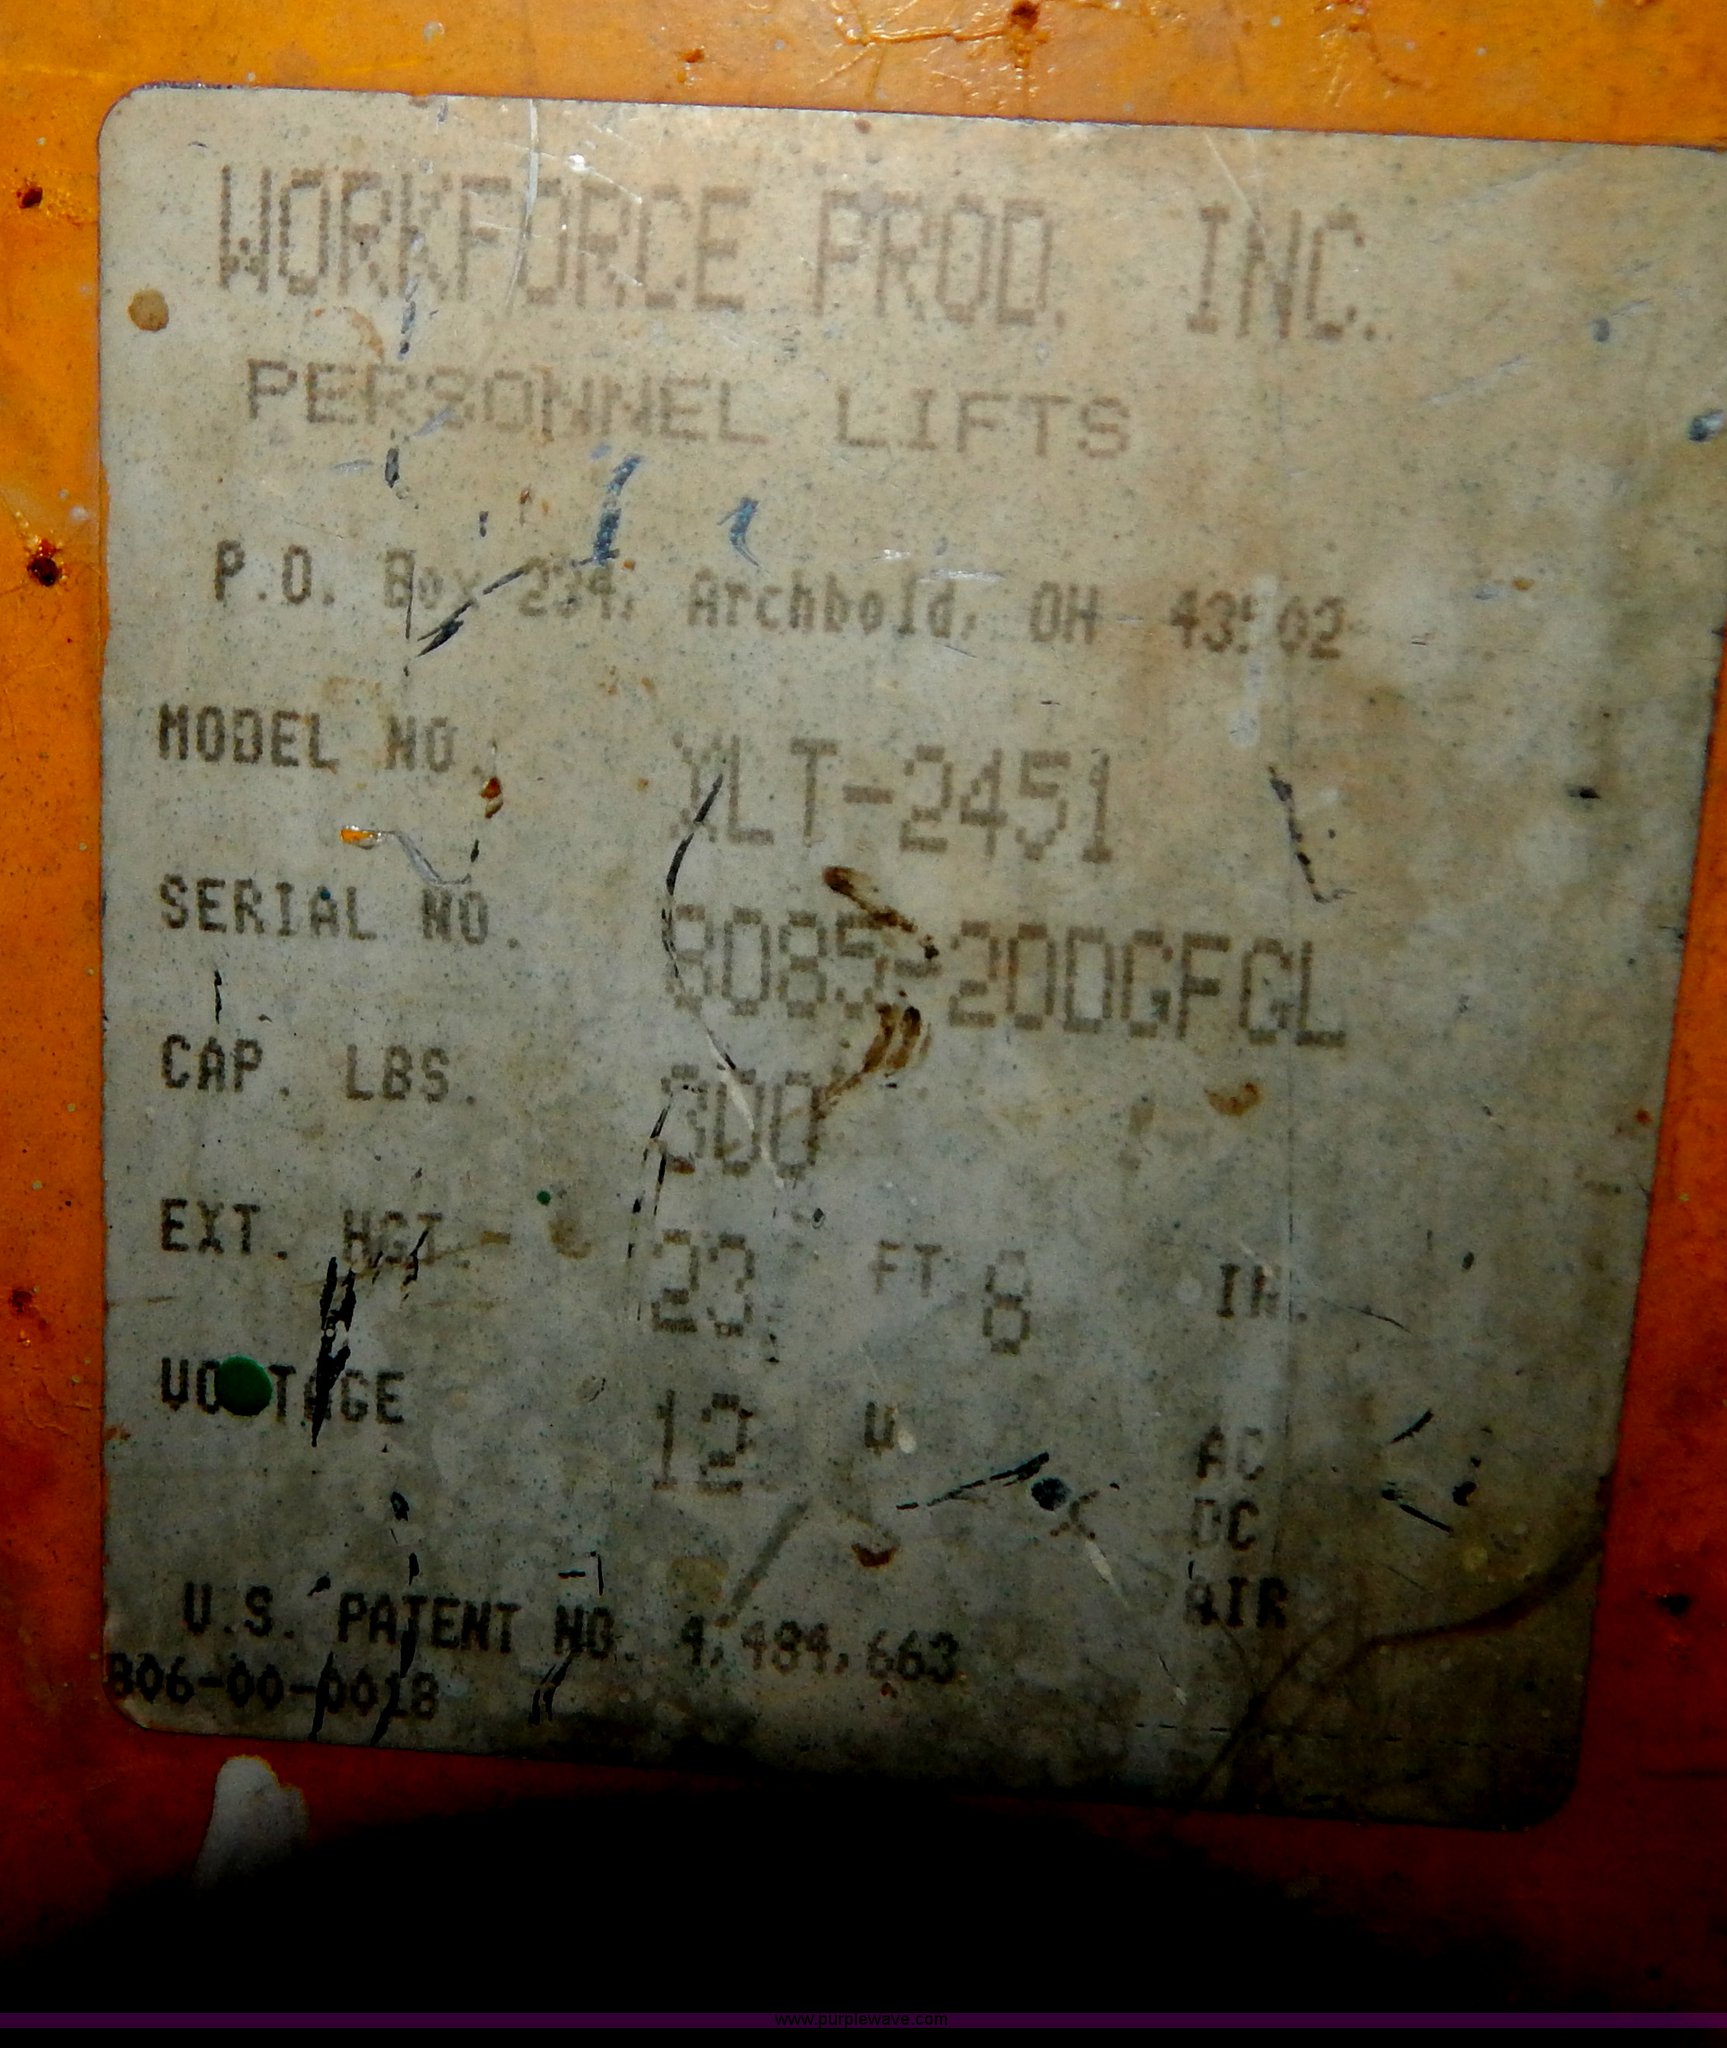 WORKFORCE PROD. INC.
PERSONNEL LIFTS
P.O. Box 234, Archbold, OH 43502
MODEL NO. XLT-2451
SERIAL NO. 8085-20DGFGL
CAP. LBS. 300
EXT. HGT. 23 FT. 8 IN.
VOLTAGE 12 V AC
X DC
AIR
U.S. PATENT NO. 4,484,663
806-00-0018
www.purplewave.com